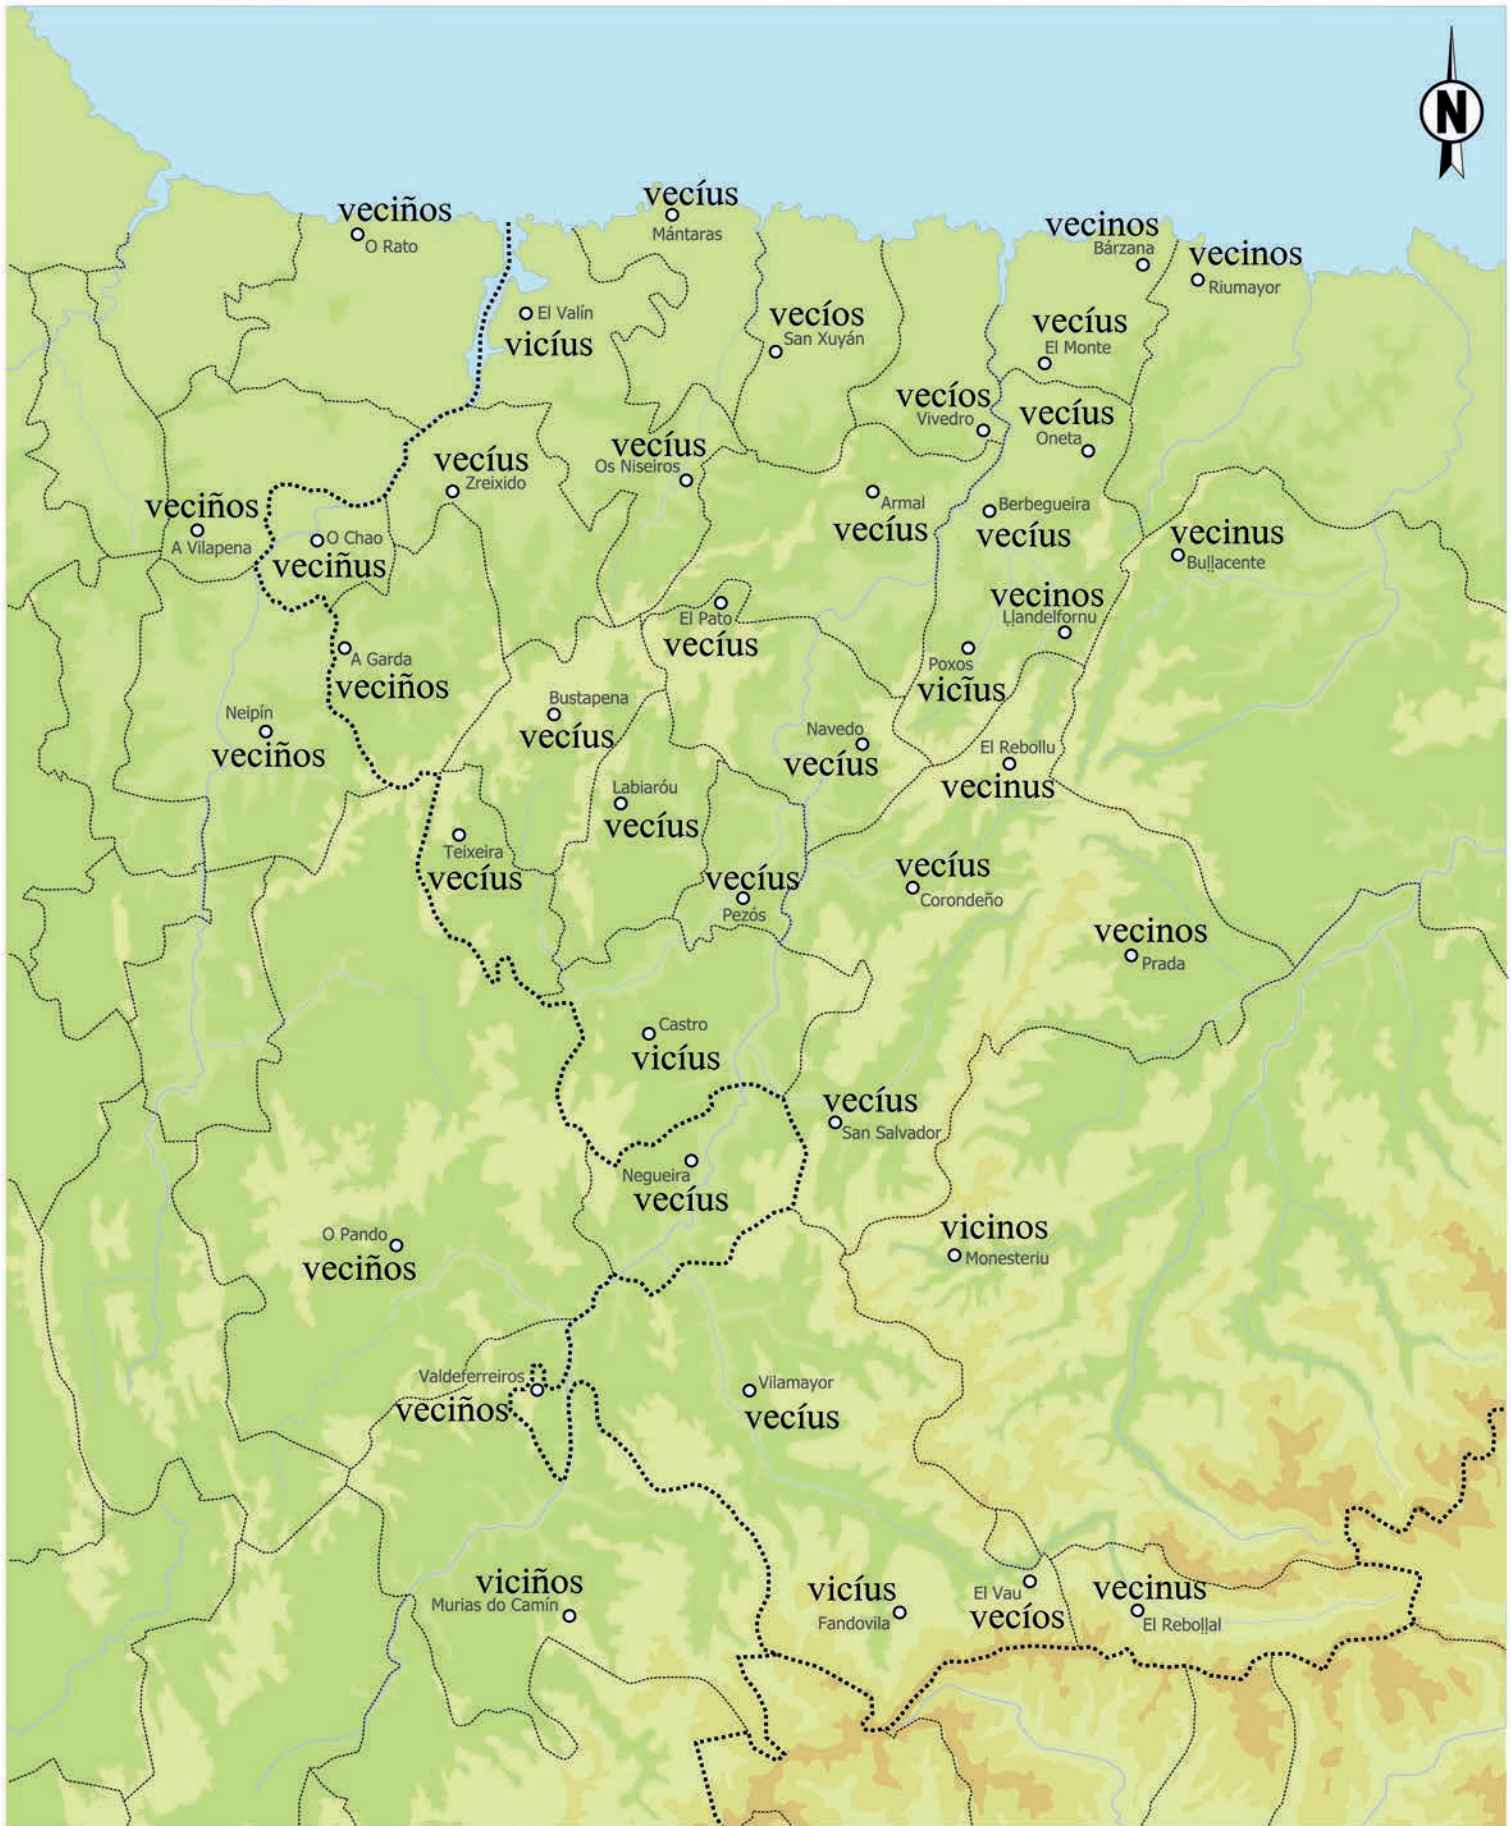 N
vecíus
Mántaras
veciños
O Rato
vecinos
Bárzana
vecinos
Riumayor
El Valín
vicíus
vecíos
San Xuyán
vecíus
El Monte
vecíos
Vivedro
vecíus
Oneta
vecíus
Os Niseiros
vecíus
Zreixido
veciños
A Vilapena
Armal
vecíus
Berbegueira
vecíus
O Chao
veciñus
vecinus
Buḷḷacente
vecinos
Ḷḷandelfornu
El Pato
vecíus
A Garda
veciños
Poxos
vicĩus
Bustapena
vecíus
Neipín
veciños
Navedo
vecíus
El Rebollu
vecinus
Labiaróu
vecíus
Teixeira
vecíus
vecíus
Pezós
vecíus
Corondeño
vecinos
Prada
Castro
vicíus
vecíus
San Salvador
Negueira
vecíus
O Pando
veciños
vicinos
Monesteriu
Valdeferreiros
veciños
Vilamayor
vecíus
viciños
Murias do Camín
vicíus
Fandovila
El Vau
vecíos
vecinus
El Reboḷḷal